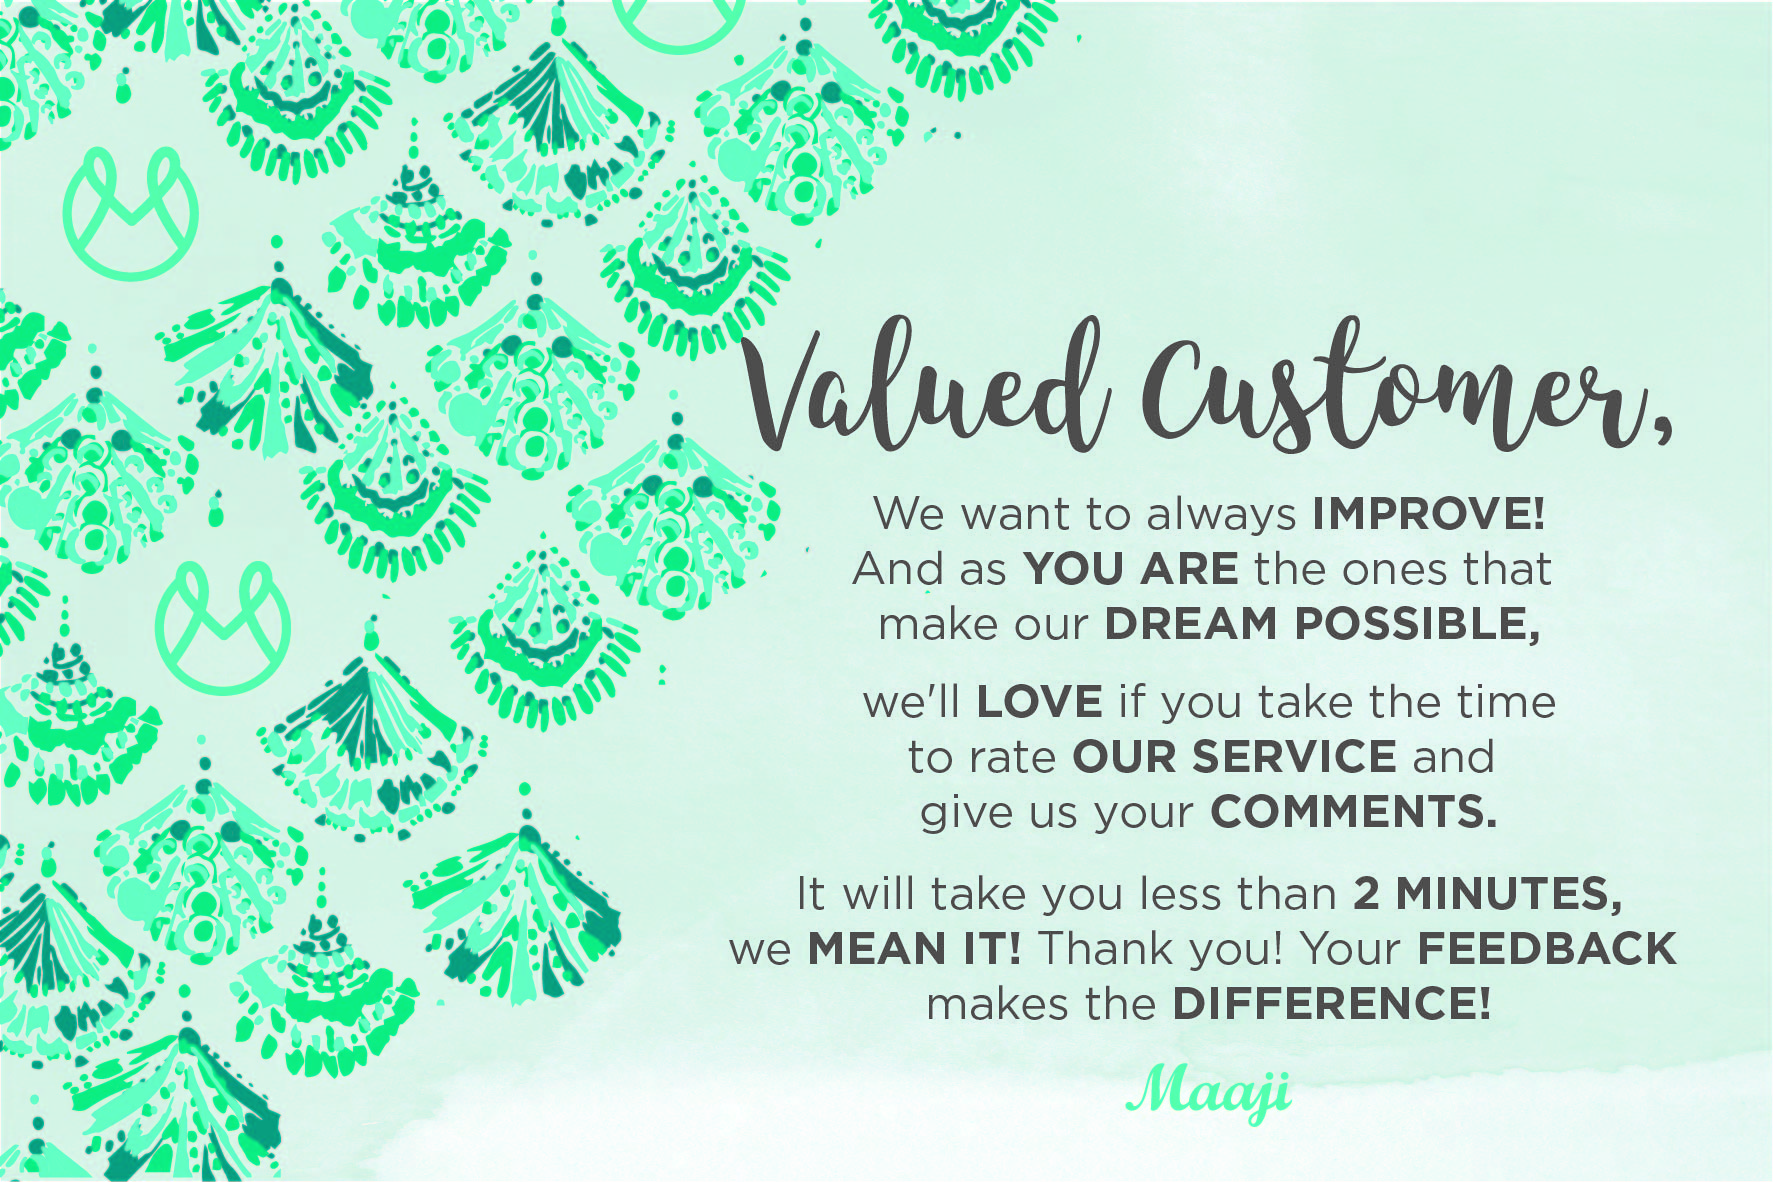 Valued Customer,
We want to always IMPROVE!
And as YOU ARE the ones that
make our DREAM POSSIBLE,
we'll LOVE if you take the time
to rate OUR SERVICE and
give us your COMMENTS.
It will take you less than 2 MINUTES,
we MEAN IT! Thank you! Your FEEDBACK
makes the DIFFERENCE!
Maaji